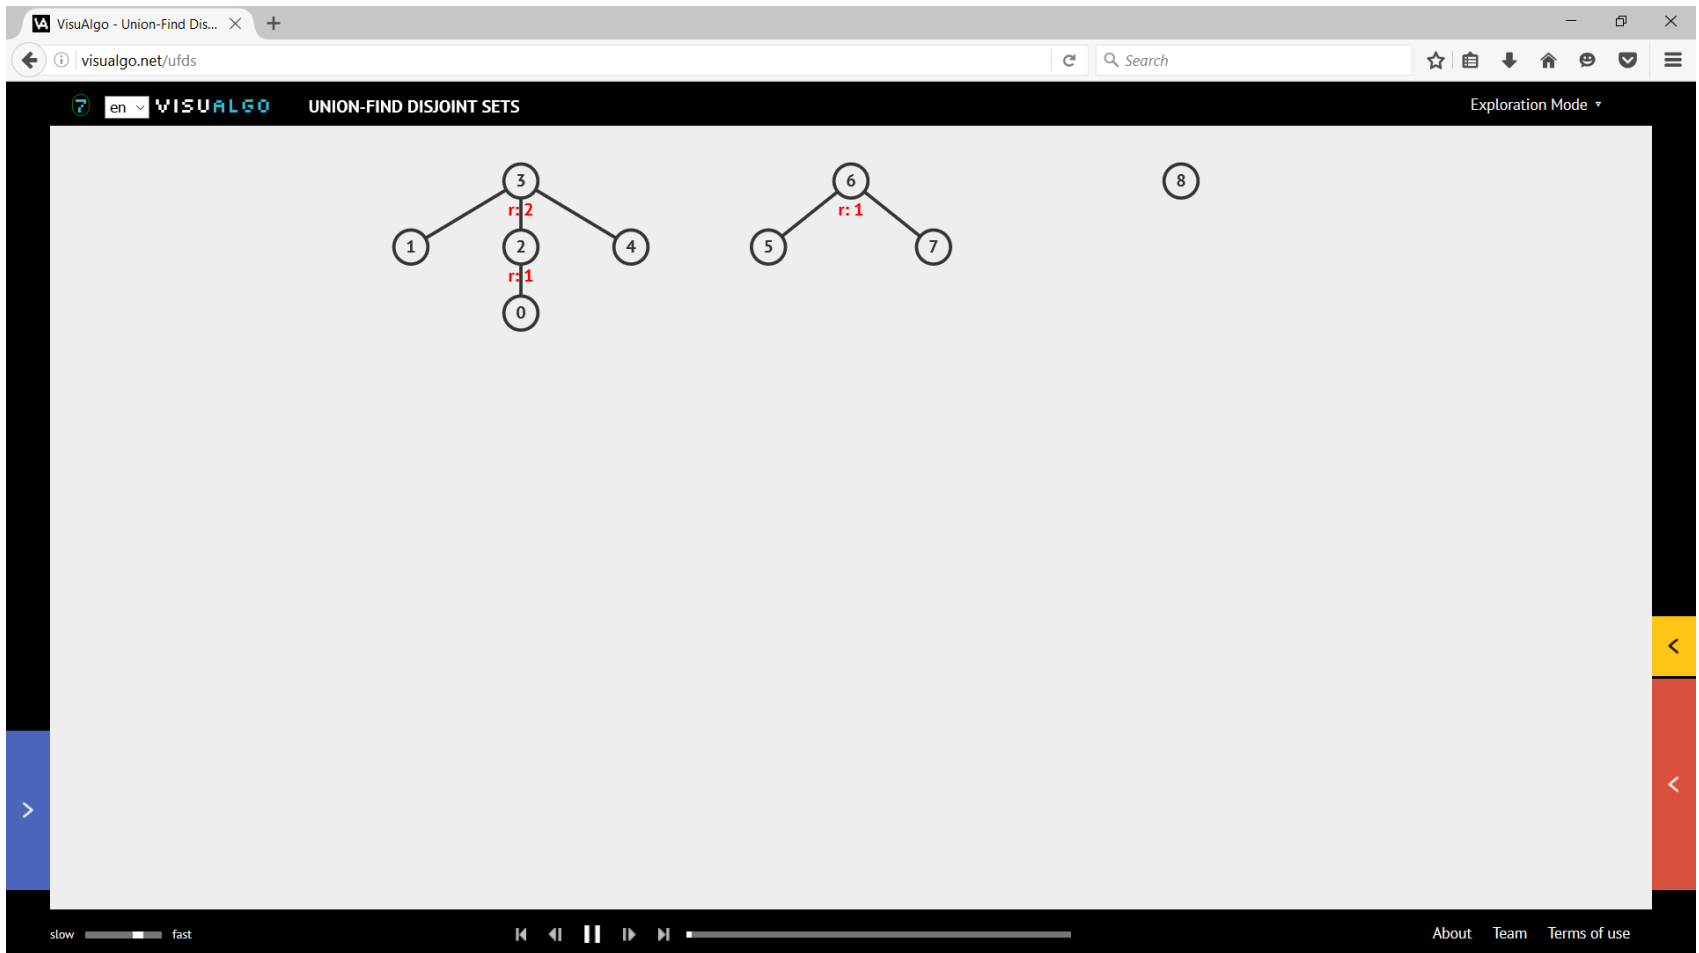 VisuAlgo - Union-Find Dis...
visualgo.net/ufds
Search
7 en VISUALGO UNION-FIND DISJOINT SETS Exploration Mode
3 6 8
r: 2 r: 1
1 2 4 5 7
r: 1
0
slow fast About Team Terms of use